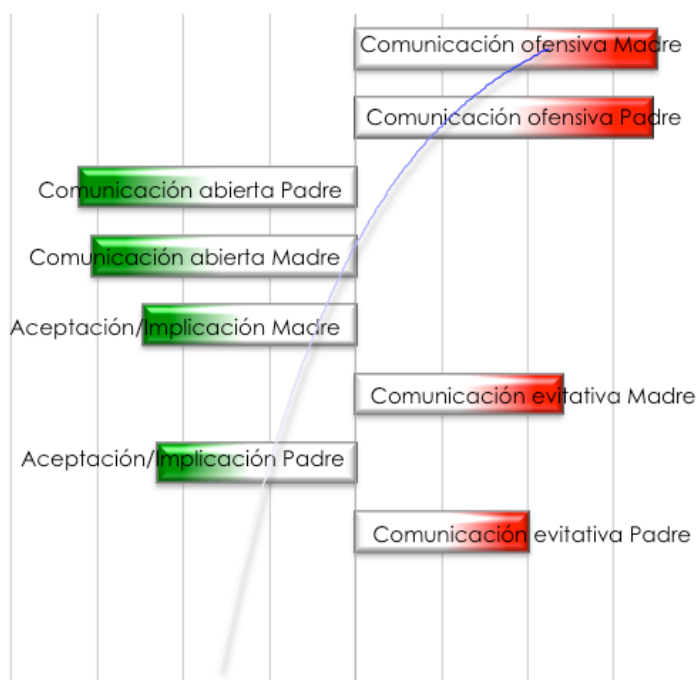 Comunicación ofensiva Madre
Comunicación ofensiva Padre
Comunicación abierta Padre
Comunicación abierta Madre
Aceptación/Implicación Madre
Comunicación evitativa Madre
Aceptación/Implicación Padre
Comunicación evitativa Padre